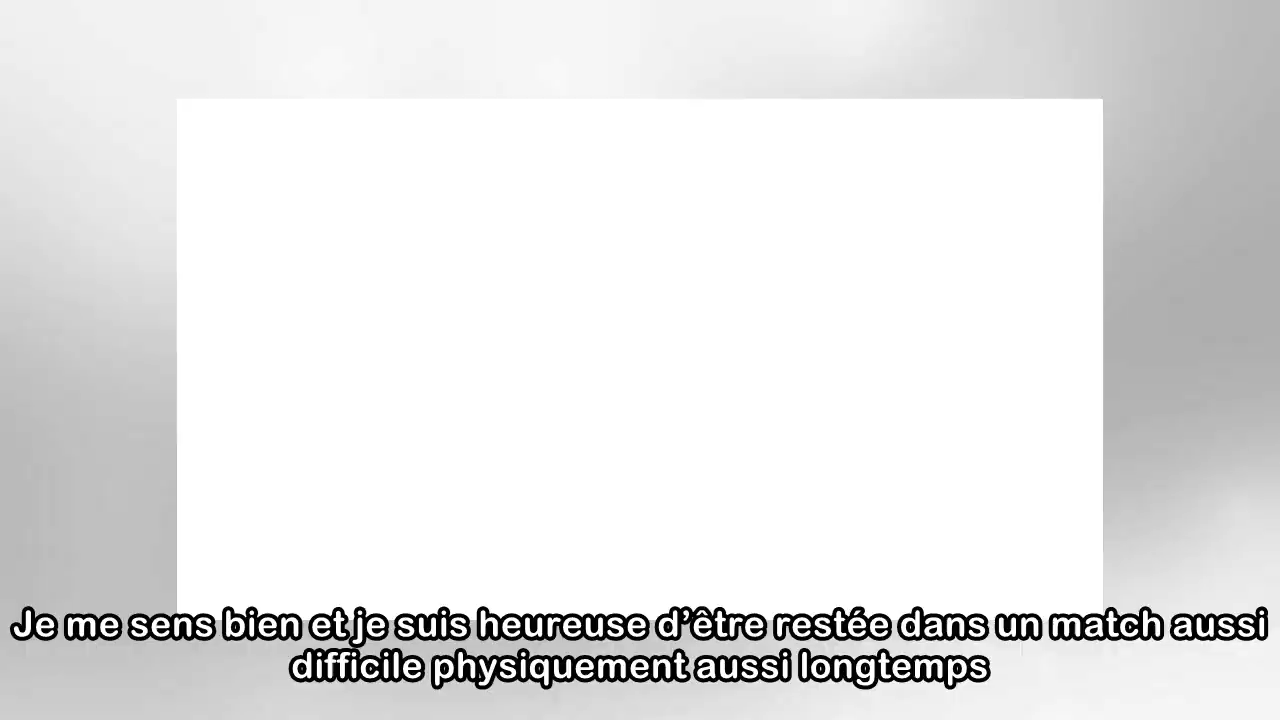 Je me sens bien et je suis heureuse d’être restée dans un match aussi
difficile physiquement aussi longtemps